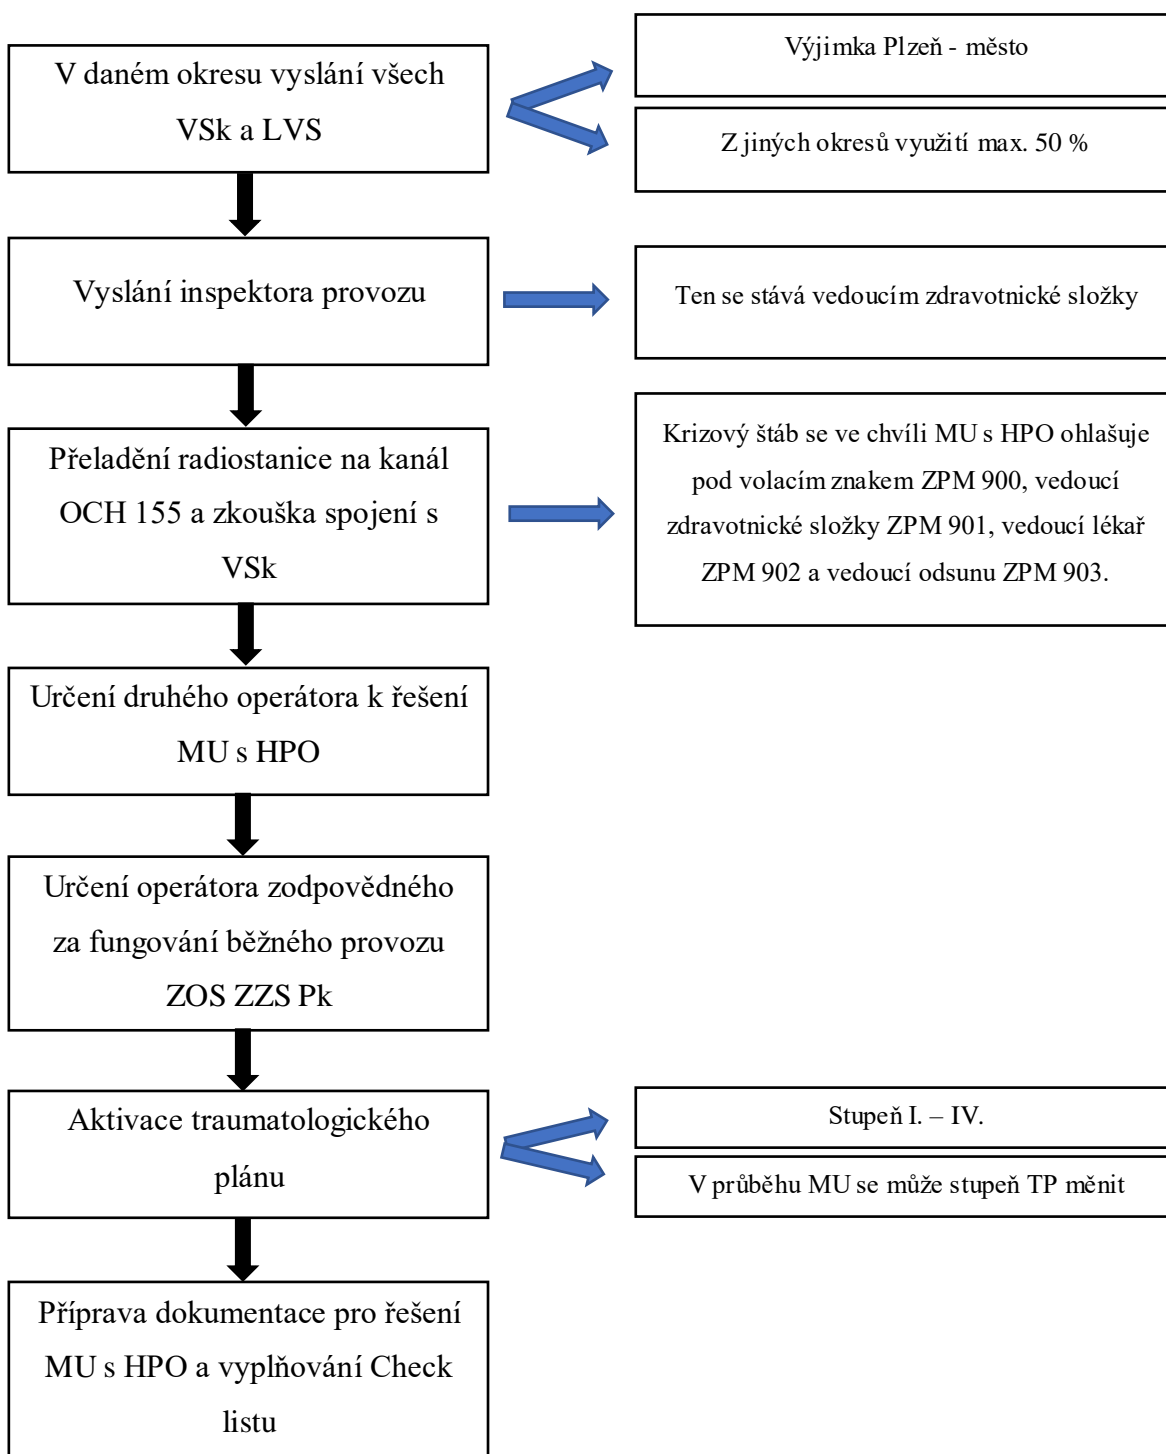 V daném okresu vyslání všech
VSk a LVS
Výjimka Plzeň - město
Z jiných okresů využití max. 50 %
Vyslání inspektora provozu
Ten se stává vedoucím zdravotnické složky
Přeladění radiostanice na kanál
OCH 155 a zkouška spojení s
VSk
Krizový štáb se ve chvíli MU s HPO ohlašuje
pod volacím znakem ZPM 900, vedoucí
zdravotnické složky ZPM 901, vedoucí lékař
ZPM 902 a vedoucí odsunu ZPM 903.
Určení druhého operátora k řešení
MU s HPO
Určení operátora zodpovědného
za fungování běžného provozu
ZOS ZZS Pk
Aktivace traumatologického
plánu
Stupeň I. – IV.
V průběhu MU se může stupeň TP měnit
Příprava dokumentace pro řešení
MU s HPO a vyplňování Check
listu